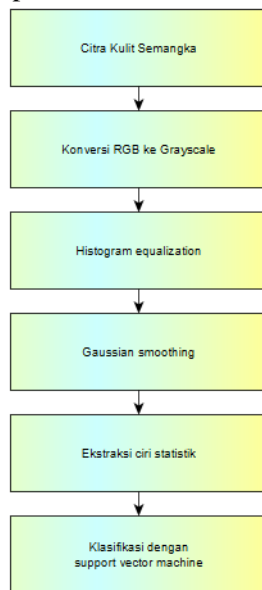 Citra Kulit Semangka
Konversi RGB ke Grayscale
Histogram equalization
Gaussian smoothing
Ekstraksi ciri statistik
Klasifikasi dengan
support vector machine